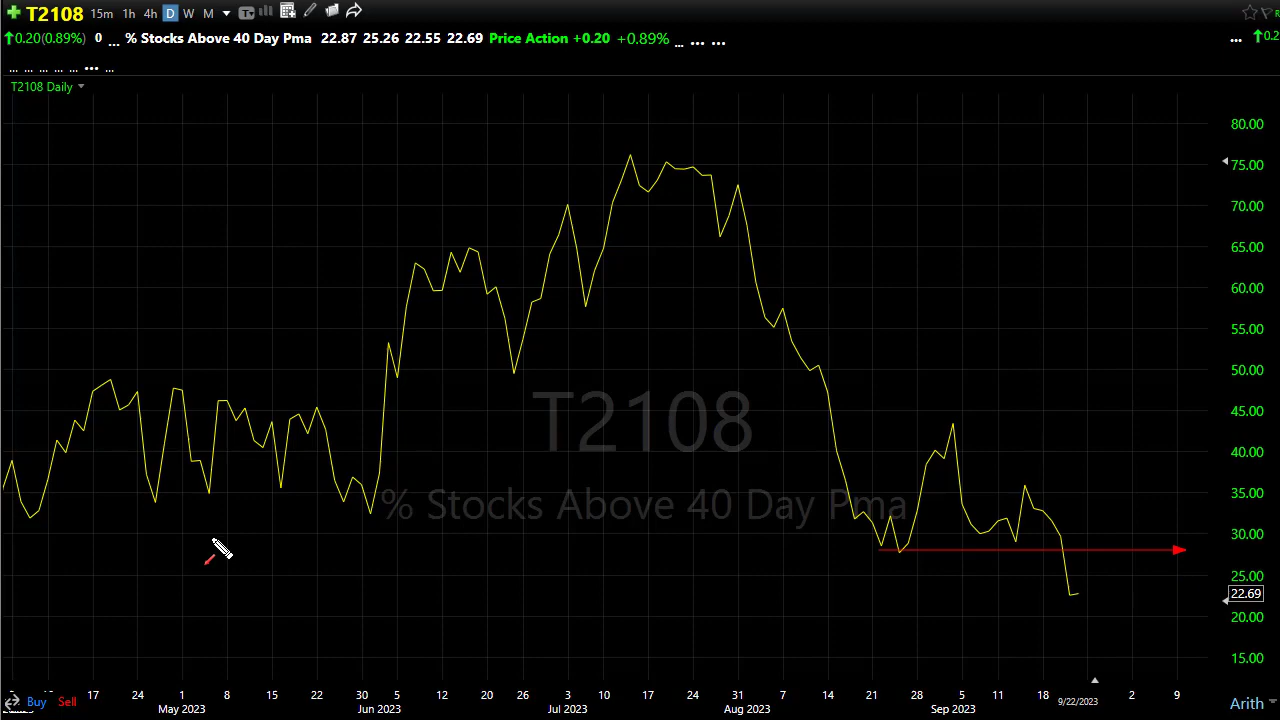 T2108 15m 1h 4h D W M
0.20(0.89%) 0 ... % Stocks Above 40 Day Pma 22.87 25.26 22.55 22.69 Price Action +0.20 +0.89% ... ... ... ... 0.2
... ... ... ... ... ... ...
T2108 Daily
80.00
75.00
70.00
65.00
60.00
55.00
50.00
45.00
40.00
35.00
30.00
25.00
22.69
20.00
15.00
T2108
% Stocks Above 40 Day Pma
17 24 1 8 15 22 30 5 12 20 26 3 10 17 24 31 7 14 21 28 5 11 18 2 9
Buy Sell
May 2023 Jun 2023 Jul 2023 Aug 2023 Sep 2023 9/22/2023
Arith